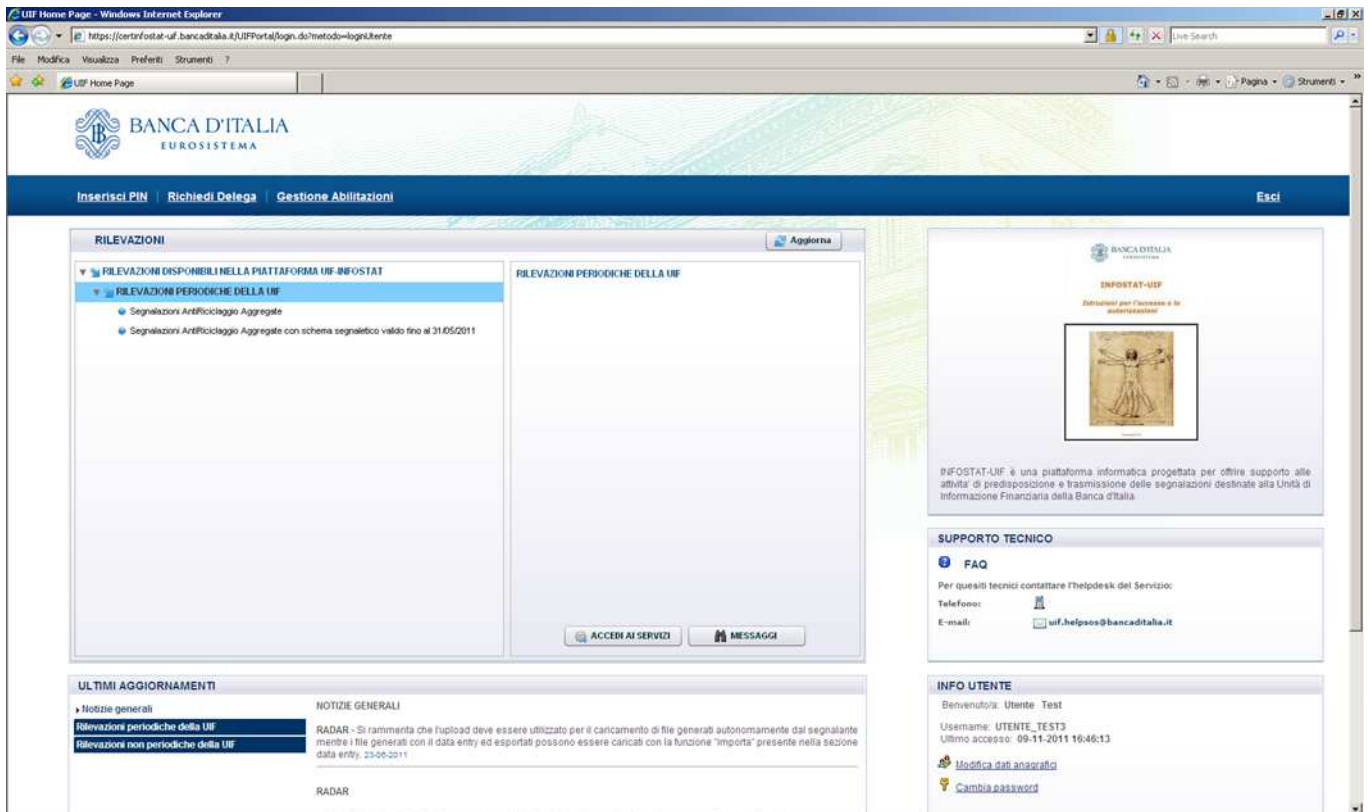 UIF Home Page - Windows Internet Explorer
https://certinfostat-uif.bancaditalia.it/UIFPortal/login.do?metodo=loginUtente
Live Search
File Modifica Visualizza Preferiti Strumenti ?
UIF Home Page
Pagina
Strumenti
BANCA D'ITALIA
EUROSISTEMA
Inserisci PIN | Richiedi Delega | Gestione Abilitazioni
Esci
RILEVAZIONI
Aggiorna
RILEVAZIONI DISPONIBILI NELLA PIATTAFORMA UIF-INFOSTAT
RILEVAZIONI PERIODICHE DELLA UIF
Segnalazioni AntiRiciclaggio Aggregate
Segnalazioni AntiRiciclaggio Aggregate con schema segnaletico valido fino al 31/05/2011
RILEVAZIONI PERIODICHE DELLA UIF
ACCEDI AI SERVIZI
MESSAGGI
BANCA D'ITALIA
EUROSISTEMA
INFOSTAT-UIF
Istruzioni per l'accesso e le
autorizzazioni
INFOSTAT-UIF è una piattaforma informatica progettata per offrire supporto alle
attivita' di predisposizione e trasmissione delle segnalazioni destinate alla Unità di
Informazione Finanziaria della Banca d'Italia.
SUPPORTO TECNICO
FAQ
Per quesiti tecnici contattare l'helpdesk del Servizio:
Telefono:
E-mail: uif.helpsos@bancaditalia.it
ULTIMI AGGIORNAMENTI
Notizie generali
Rilevazioni periodiche della UIF
Rilevazioni non periodiche della UIF
NOTIZIE GENERALI
RADAR - Si rammenta che l'upload deve essere utilizzato per il caricamento di file generati autonomamente dal segnalante
mentre i file generati con il data entry ed esportati possono essere caricati con la funzione "importa" presente nella sezione
data entry. 23-06-2011
RADAR
INFO UTENTE
Benvenuto/a: Utente Test
Username: UTENTE_TEST3
Ultimo accesso: 09-11-2011 16:46:13
Modifica dati anagrafici
Cambia password